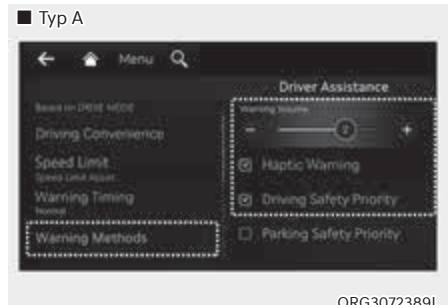 ■ Typ A
Menu
Driver Assistance
Based on DRIVE MODE
Warning Volume
Driving Convenience
- 2 +
Speed Limit
Speed Limit Assist
Haptic Warning
Warning Timing
Normal
Driving Safety Priority
Warning Methods
Parking Safety Priority
ORG3072389L